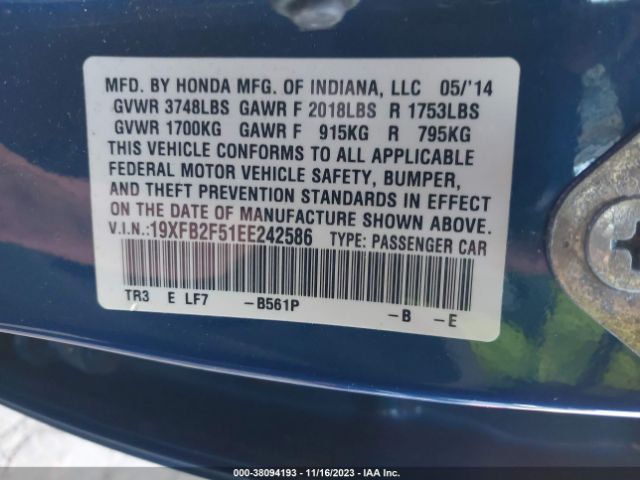 MFD. BY HONDA MFG. OF INDIANA, LLC 05/'14
GVWR 3748LBS GAWR F 2018LBS R 1753LBS
GVWR 1700KG GAWR F 915KG R 795KG
THIS VEHICLE CONFORMS TO ALL APPLICABLE
FEDERAL MOTOR VEHICLE SAFETY, BUMPER,
AND THEFT PREVENTION STANDARDS IN EFFECT
ON THE DATE OF MANUFACTURE SHOWN ABOVE.
V.I.N.:19XFB2F51EE242586 TYPE: PASSENGER CAR
TR3 E LF7 -B561P -B -E
000-38094193 - 11/16/2023 - IAA Inc.